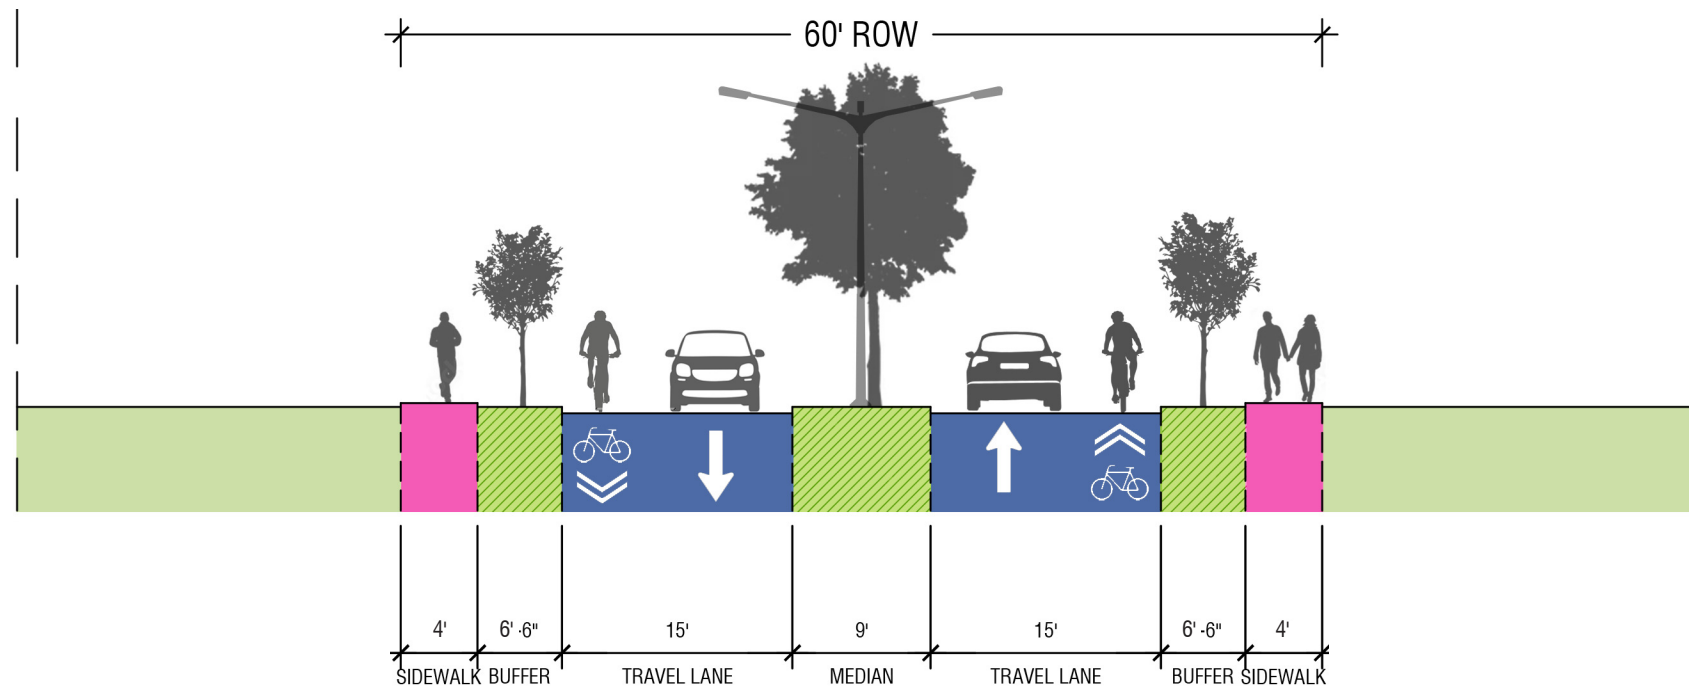 60' ROW
4' 6' -6" 15' 9' 15' 6' -6" 4'
SIDEWALK BUFFER TRAVEL LANE MEDIAN TRAVEL LANE BUFFER SIDEWALK